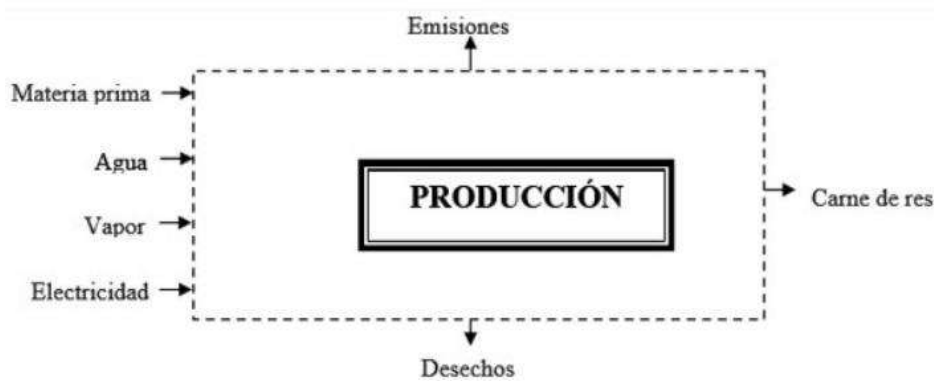 Emisiones
Materia prima
Agua
PRODUCCIÓN
Carne de res
Vapor
Electricidad
Desechos